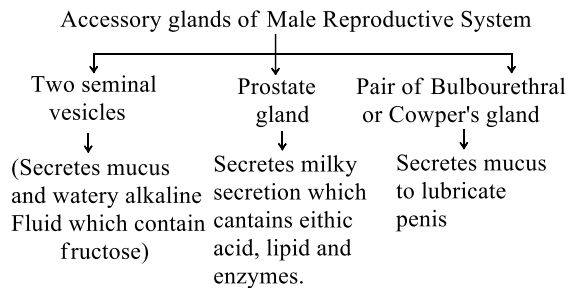 Accessory glands of Male Reproductive System
Two seminal
vesicles
(Secretes mucus
and watery alkaline
Fluid which contain
fructose)
Prostate
gland
Secretes milky
secretion which
cantains eithic
acid, lipid and
enzymes.
Pair of Bulbourethral
or Cowper's gland
Secretes mucus
to lubricate
penis